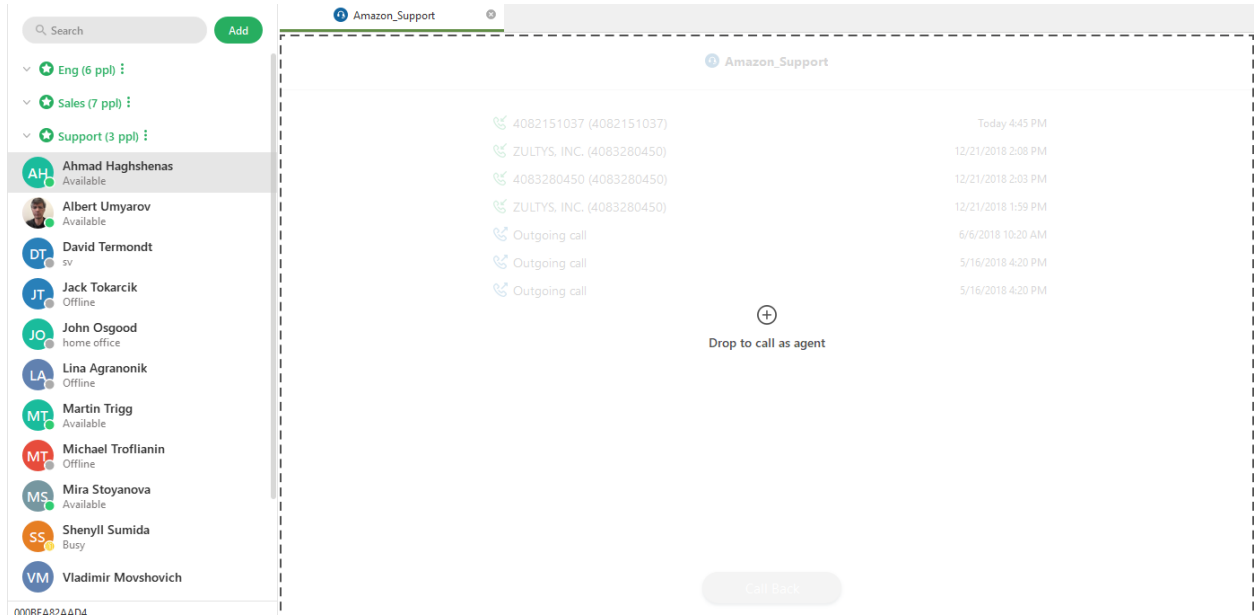 Search
Add
Eng (6 ppl)
Sales (7 ppl)
Support (3 ppl)
AH
Ahmad Haghshenas
Available
Albert Umyarov
Available
DT
David Termondt
sv
JT
Jack Tokarcik
Offline
JO
John Osgood
home office
LA
Lina Agranonik
Offline
MT
Martin Trigg
Available
MT
Michael Troflianin
Offline
MS
Mira Stoyanova
Available
SS
Shenyll Sumida
Busy
VM
Vladimir Movshovich
000BEA82AAD4
Amazon_Support
Amazon_Support
4082151037 (4082151037) Today 4:45 PM
ZULTYS, INC. (4083280450) 12/21/2018 2:08 PM
4083280450 (4083280450) 12/21/2018 2:03 PM
ZULTYS, INC. (4083280450) 12/21/2018 1:59 PM
Outgoing call 6/6/2018 10:20 AM
Outgoing call 5/16/2018 4:20 PM
Outgoing call 5/16/2018 4:20 PM
Drop to call as agent
Call Back